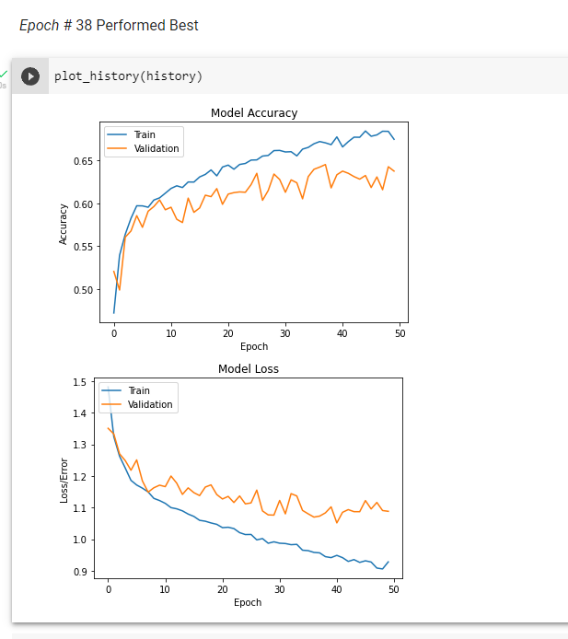 Epoch # 38 Performed Best
plot_history(history)
Model Accuracy
Train
Validation
0.65
0.60
0.55
0.50
Accuracy
0 10 20 30 40 50
Epoch
Model Loss
Train
Validation
1.5
1.4
1.3
1.2
1.1
1.0
0.9
Loss/Error
0 10 20 30 40 50
Epoch